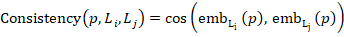 Consistency(p, L_i, L_j) = cos(emb_{L_i}(p), emb_{L_j}(p))